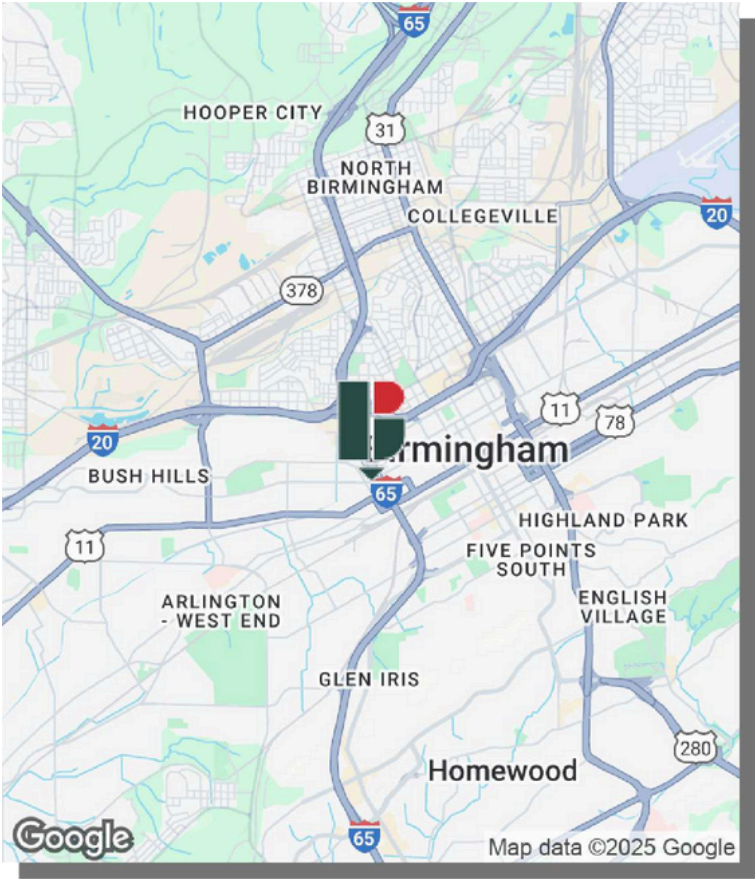 65
HOOPER CITY
31
NORTH
BIRMINGHAM
COLLEGEVILLE
20
378
11
78
rmingham
20
BUSH HILLS
65
HIGHLAND PARK
11
FIVE POINTS
SOUTH
ENGLISH
VILLAGE
ARLINGTON
- WEST END
GLEN IRIS
280
Homewood
65
Google
Map data ©2025 Google